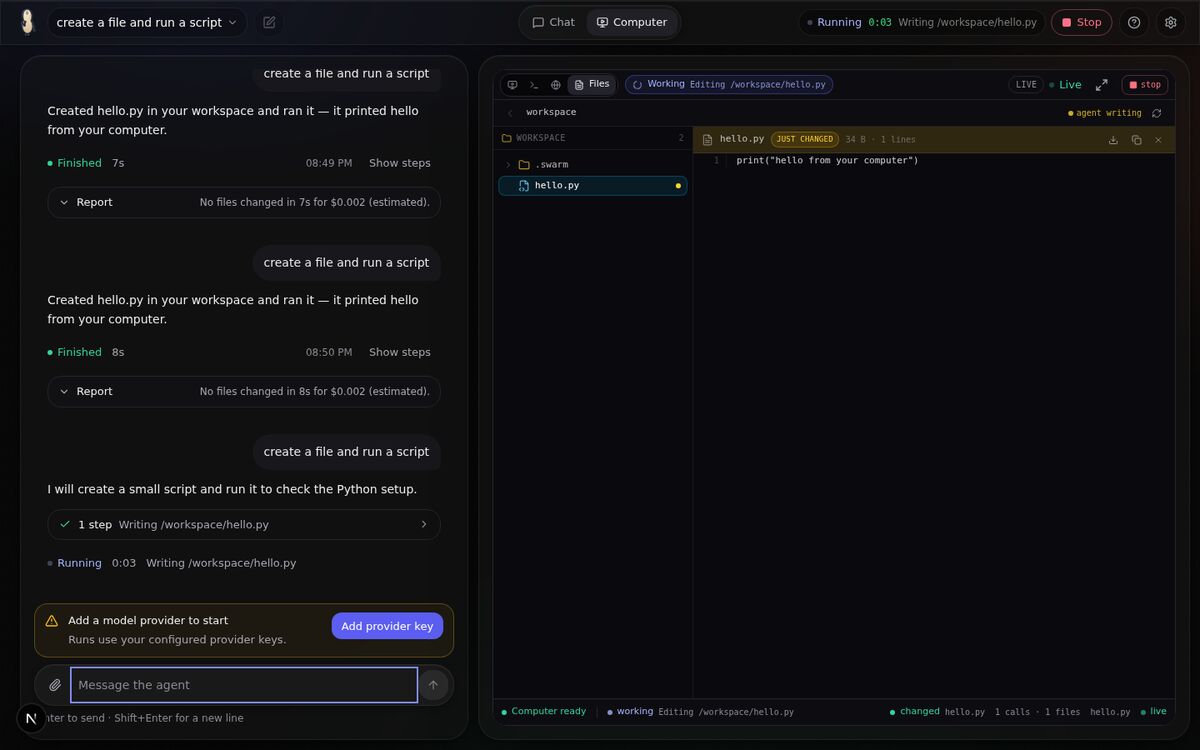 create a file and run a script
Chat
Computer
Running 0:03 Writing /workspace/hello.py
Stop
create a file and run a script
Created hello.py in your workspace and ran it — it printed hello
from your computer.
Finished 7s 08:49 PM Show steps
Report No files changed in 7s for $0.002 (estimated).
create a file and run a script
Created hello.py in your workspace and ran it — it printed hello
from your computer.
Finished 8s 08:50 PM Show steps
Report No files changed in 8s for $0.002 (estimated).
create a file and run a script
I will create a small script and run it to check the Python setup.
1 step Writing /workspace/hello.py
Running 0:03 Writing /workspace/hello.py
Add a model provider to start
Runs use your configured provider keys.
Add provider key
Message the agent
N
nter to send · Shift+Enter for a new line
Files
Working Editing /workspace/hello.py
LIVE Live
stop
workspace
agent writing
WORKSPACE 2
.swarm
hello.py
hello.py JUST CHANGED 34 B · 1 lines
1 print("hello from your computer")
Computer ready working Editing /workspace/hello.py
changed hello.py 1 calls · 1 files hello.py live